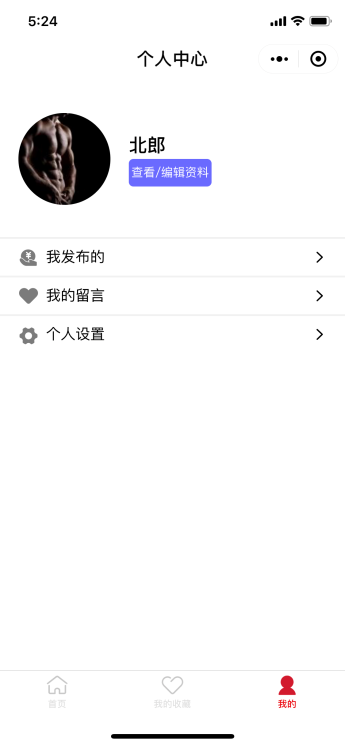 5:24
个人中心
北郎
查看/编辑资料
¥
我发布的
我的留言
个人设置
首页
我的收藏
我的